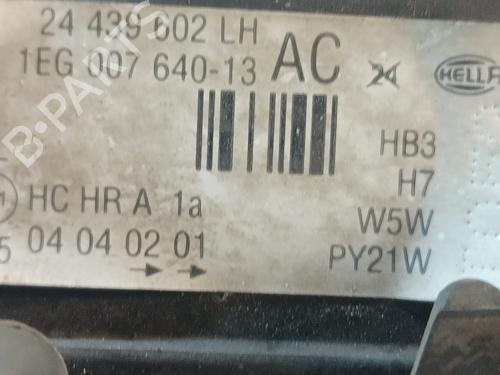 24 439 602 LH
1EG 007 640-13 AC 24 HELLA
HB3
H7
HC HR A 1a W5W
5 04 04 02 01 PY21W
B-PARTS